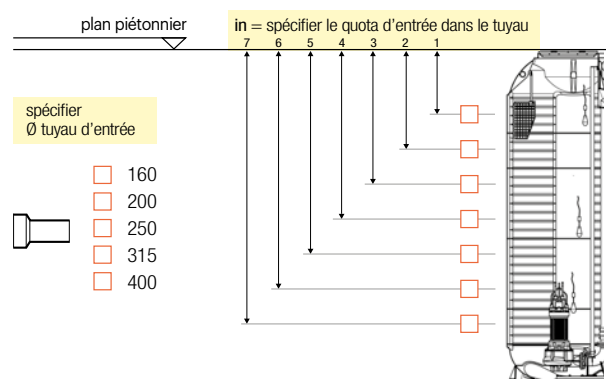 plan piétonnier
in = spécifier le quota d'entrée dans le tuyau
7 6 5 4 3 2 1
spécifier
Ø tuyau d'entrée
160
200
250
315
400